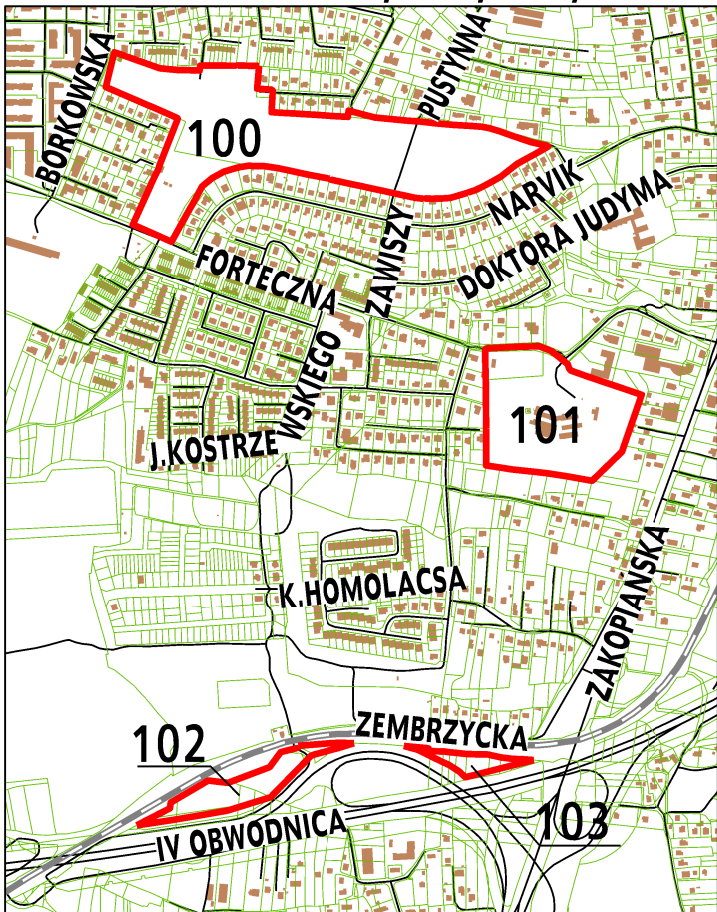 BORKOWSKA
PUSTYNNA
100
NARVIK
DOKTORA JUDYMA
ZAWISZY
FORTECZNA
J.KOSTRZE
WSKIEGO
101
K.HOMOLACSA
ZAKOPIAŃSKA
ZEMBRZYCKA
102
103
IV OBWODNICA